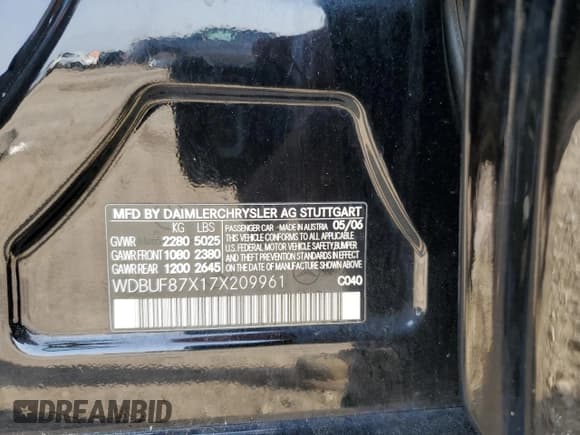 MFD BY DAIMLERCHRYSLER AG STUTTGART
KG LBS PASSENGER CAR - MADE IN AUSTRIA 05/06
GVWR 2280 5025 THIS CONFORMS TO ALL APPLICABLE
GAWR FRONT 1080 2380 U.S. FEDERAL MOTOR VEHICLE SAFETY, BUMPER
GAWR REAR 1200 2645 AND THEFT PREVENTION STANDARDS IN EFFECT
ON THE DATE OF MANUFACTURE SHOWN ABOVE.
WDBUF87X17X209961 C040
DREAMBID